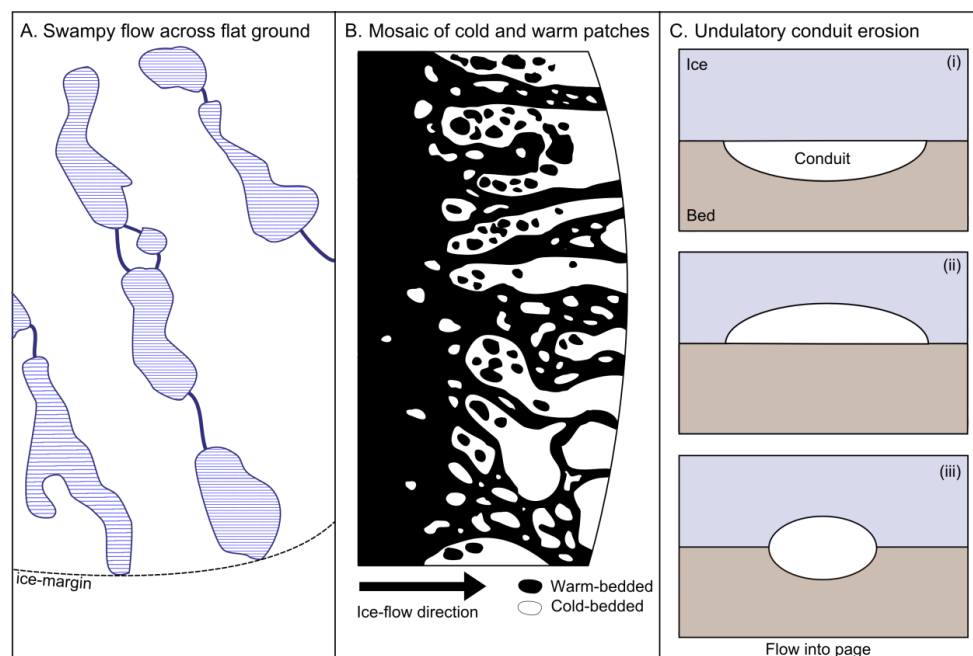 A. Swampy flow across flat ground
ice-margin
B. Mosaic of cold and warm patches
Ice-flow direction
Warm-bedded
Cold-bedded
C. Undulatory conduit erosion
Ice
(i)
Conduit
Bed
(ii)
(iii)
Flow into page